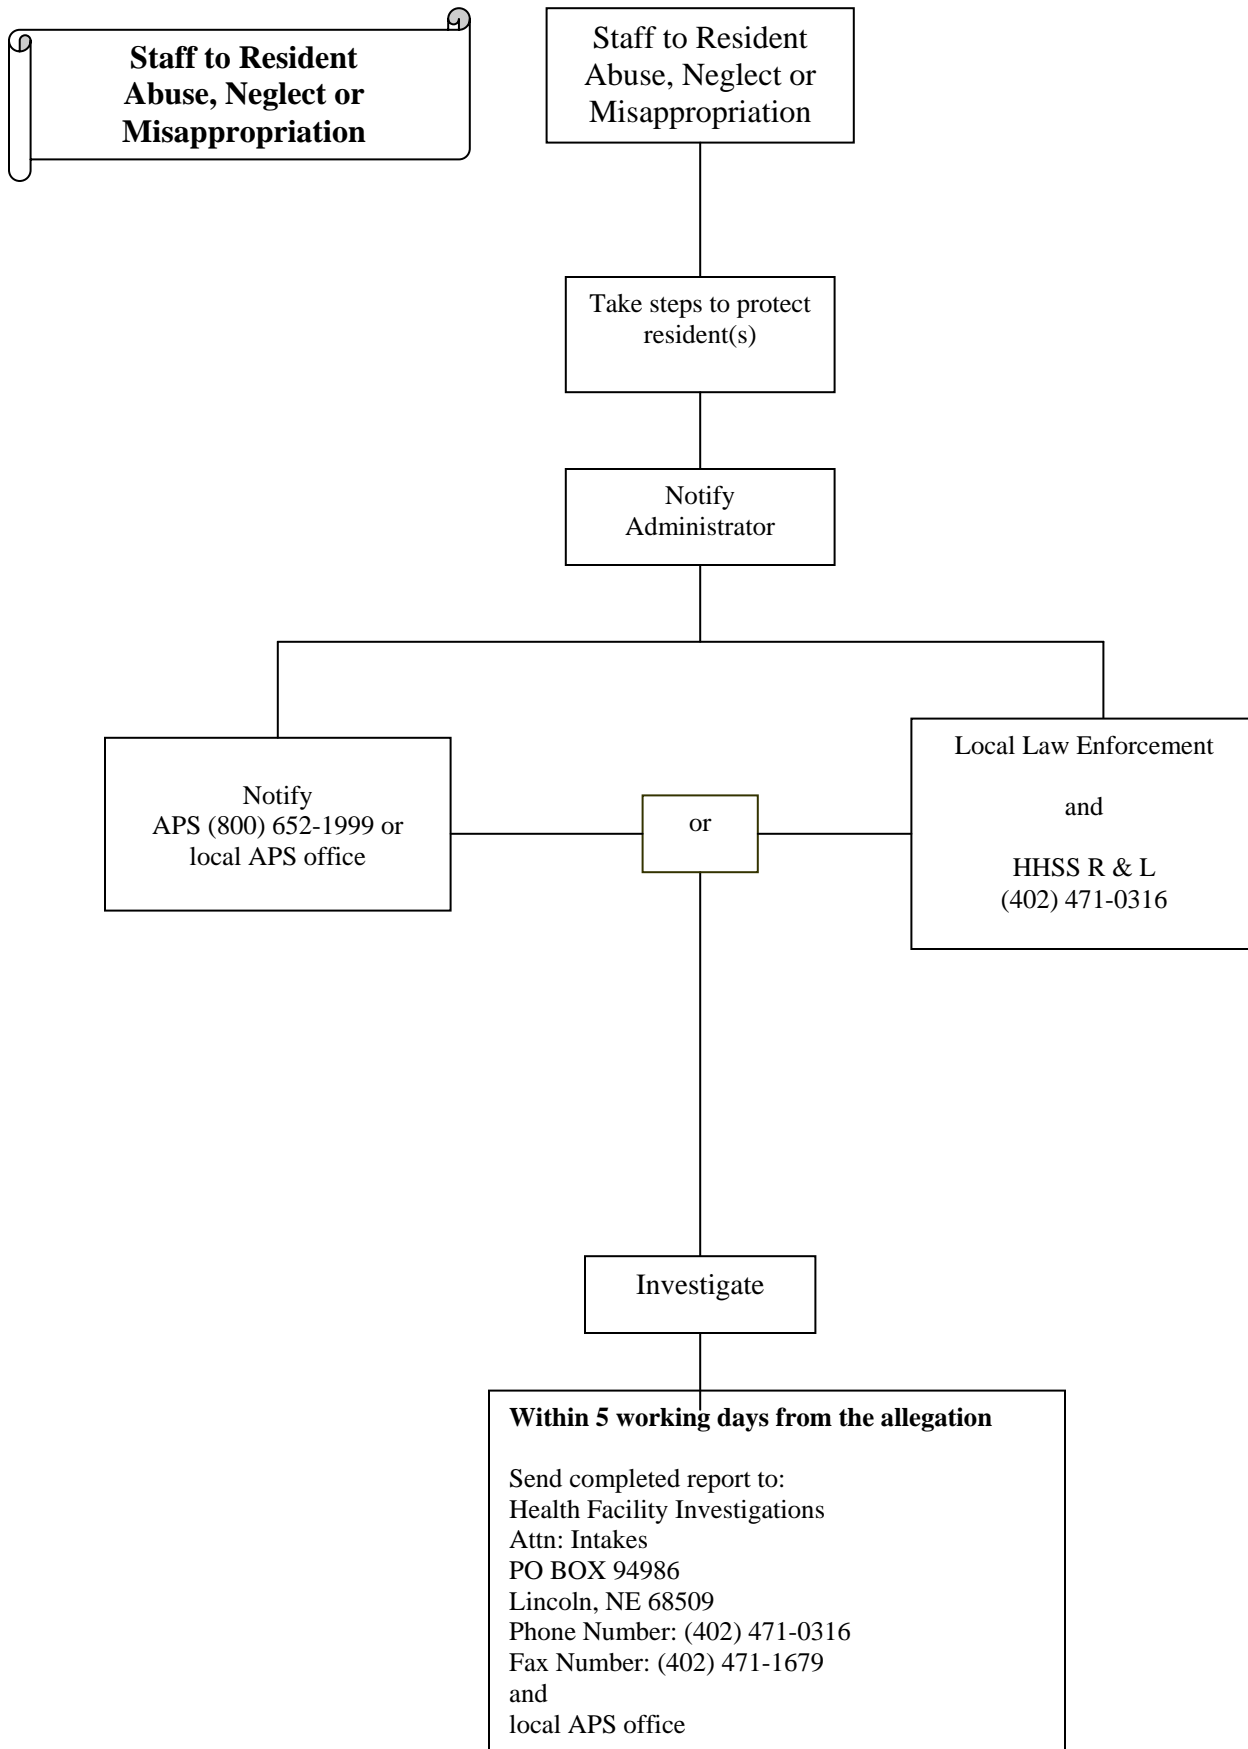 Staff to Resident
Abuse, Neglect or
Misappropriation
Staff to Resident
Abuse, Neglect or
Misappropriation
Take steps to protect
resident(s)
Notify
Administrator
Notify
APS (800) 652-1999 or
local APS office
or
Local Law Enforcement
and
HHSS R & L
(402) 471-0316
Investigate
Within 5 working days from the allegation
Send completed report to:
Health Facility Investigations
Attn: Intakes
PO BOX 94986
Lincoln, NE 68509
Phone Number: (402) 471-0316
Fax Number: (402) 471-1679
and
local APS office